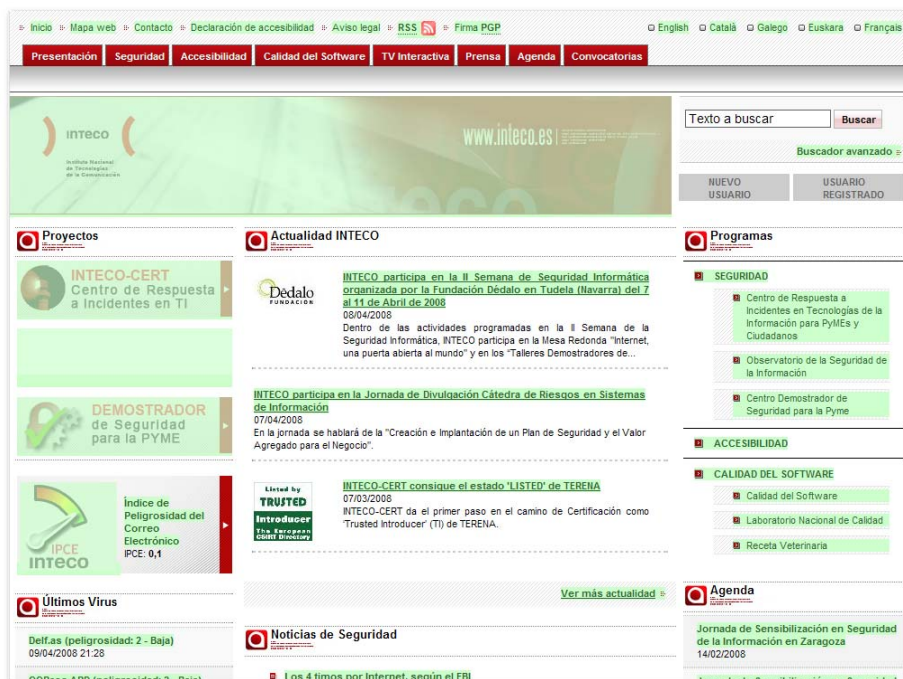 Inicio Mapa web Contacto Declaración de accesibilidad Aviso legal RSS Firma PGP
English Català Galego Euskara Français
Presentación Seguridad Accesibilidad Calidad del Software TV Interactiva Prensa Agenda Convocatorias
INTECO
Instituto Nacional
de Tecnologías
de la Comunicación
www.inteco.es
Texto a buscar Buscar
Buscador avanzado
NUEVO
USUARIO
USUARIO
REGISTRADO
Proyectos
INTECO-CERT
Centro de Respuesta
a Incidentes en TI
DEMOSTRADOR
de Seguridad
para la PYME
Índice de
Peligrosidad del
Correo
Electrónico
IPCE: 0,1
IPCE
INTECO
Últimos Virus
Delf.as (peligrosidad: 2 - Baja)
09/04/2008 21:28
Actualidad INTECO
Dédalo
FUNDACIÓN
INTECO participa en la II Semana de Seguridad Informática
organizada por la Fundación Dédalo en Tudela (Navarra) del 7
al 11 de Abril de 2008
08/04/2008
Dentro de las actividades programadas en la II Semana de la
Seguridad Informática, INTECO participa en la Mesa Redonda "Internet,
una puerta abierta al mundo" y en los "Talleres Demostradores de...
INTECO participa en la Jornada de Divulgación Cátedra de Riesgos en Sistemas
de Información
07/04/2008
En la jornada se hablará de la "Creación e Implantación de un Plan de Seguridad y el Valor
Agregado para el Negocio".
Listed by
TRUSTED
Introducer
The European
CSIRT Directory
INTECO-CERT consigue el estado 'LISTED' de TERENA
07/03/2008
INTECO-CERT da el primer paso en el camino de Certificación como
'Trusted Introducer' (TI) de TERENA.
Ver más actualidad
Noticias de Seguridad
Los 4 timos por Internet, según el FBI
Programas
SEGURIDAD
Centro de Respuesta a
Incidentes en Tecnologías de la
Información para PyMEs y
Ciudadanos
Observatorio de la Seguridad de
la Información
Centro Demostrador de
Seguridad para la Pyme
ACCESIBILIDAD
CALIDAD DEL SOFTWARE
Calidad del Software
Laboratorio Nacional de Calidad
Receta Veterinaria
Agenda
Jornada de Sensibilización en Seguridad
de la Información en Zaragoza
14/02/2008